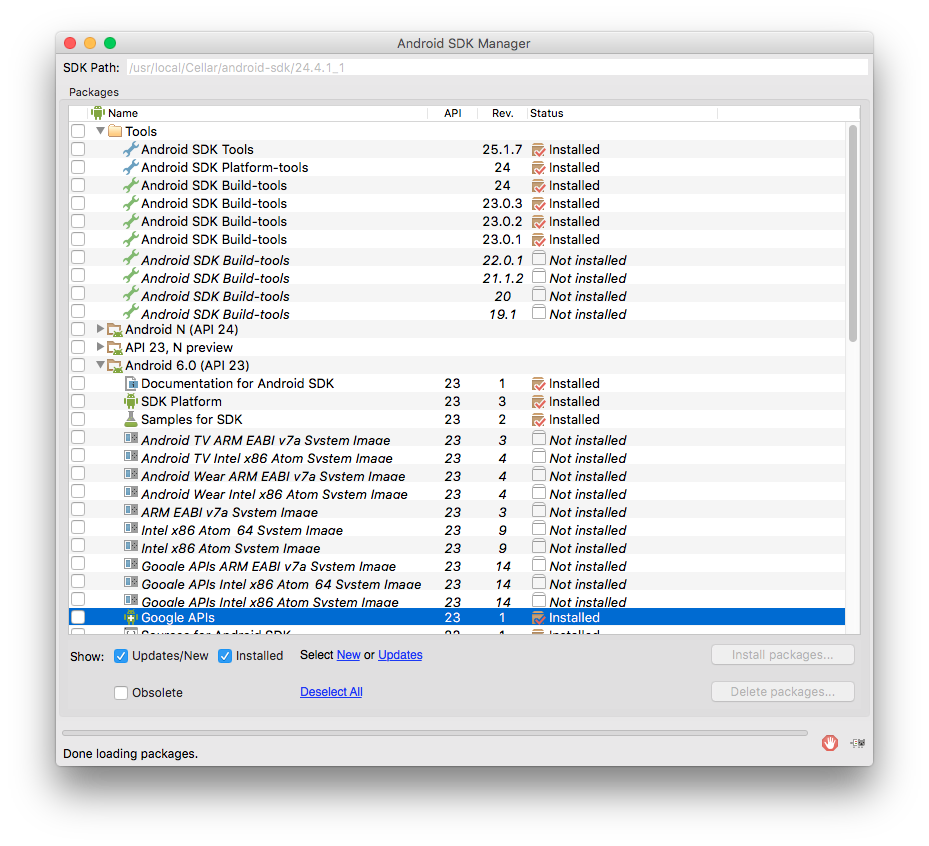 Android SDK Manager
SDK Path: /usr/local/Cellar/android-sdk/24.4.1_1
Packages
Name API Rev. Status
Tools
Android SDK Tools 25.1.7 Installed
Android SDK Platform-tools 24 Installed
Android SDK Build-tools 24 Installed
Android SDK Build-tools 23.0.3 Installed
Android SDK Build-tools 23.0.2 Installed
Android SDK Build-tools 23.0.1 Installed
Android SDK Build-tools 22.0.1 Not installed
Android SDK Build-tools 21.1.2 Not installed
Android SDK Build-tools 20 Not installed
Android SDK Build-tools 19.1 Not installed
Android N (API 24)
API 23, N preview
Android 6.0 (API 23)
Documentation for Android SDK 23 1 Installed
SDK Platform 23 3 Installed
Samples for SDK 23 2 Installed
Android TV ARM EABI v7a System Image 23 3 Not installed
Android TV Intel x86 Atom System Image 23 4 Not installed
Android Wear ARM EABI v7a System Image 23 4 Not installed
Android Wear Intel x86 Atom System Image 23 4 Not installed
ARM EABI v7a System Image 23 3 Not installed
Intel x86 Atom_64 System Image 23 9 Not installed
Intel x86 Atom System Image 23 9 Not installed
Google APIs ARM EABI v7a System Image 23 14 Not installed
Google APIs Intel x86 Atom_64 System Image 23 14 Not installed
Google APIs Intel x86 Atom System Image 23 14 Not installed
Google APIs 23 1 Installed
Sources for Android SDK 23 1 Installed
Show: Updates/New Installed Select New or Updates Install packages...
Obsolete Deselect All Delete packages...
Done loading packages.